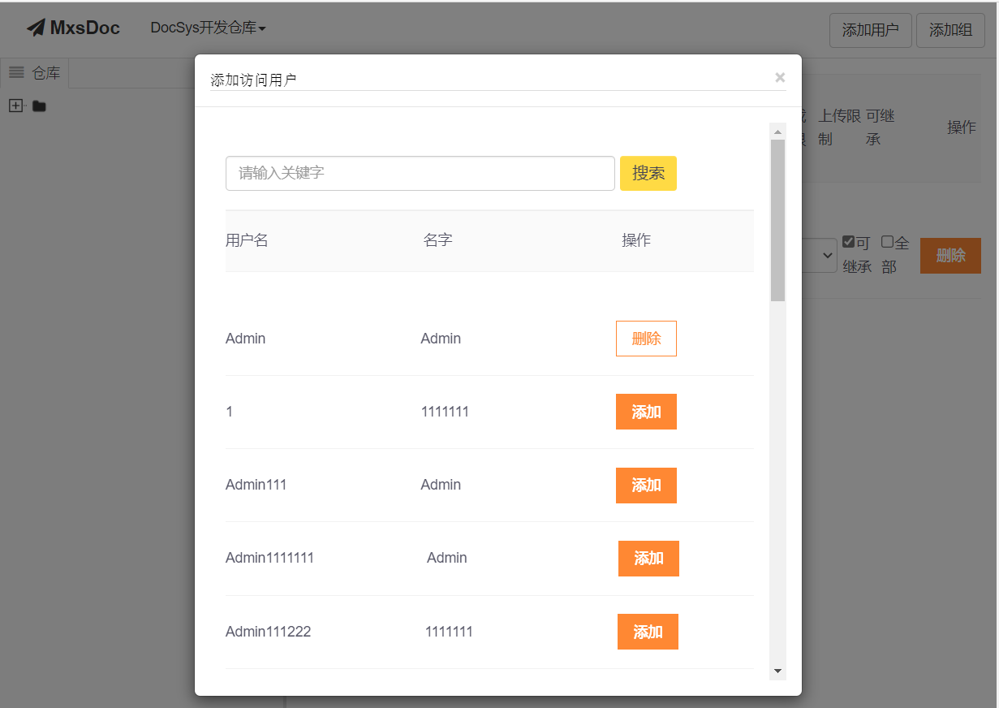 MxsDoc
DocSys开发仓库
添加用户
添加组
仓库
添加访问用户
×
上传限制
可继承
操作
请输入关键字
搜索
用户名 名字 操作
可继承
全部
删除
Admin Admin 删除
1 1111111 添加
Admin111 Admin 添加
Admin1111111 Admin 添加
Admin111222 1111111 添加